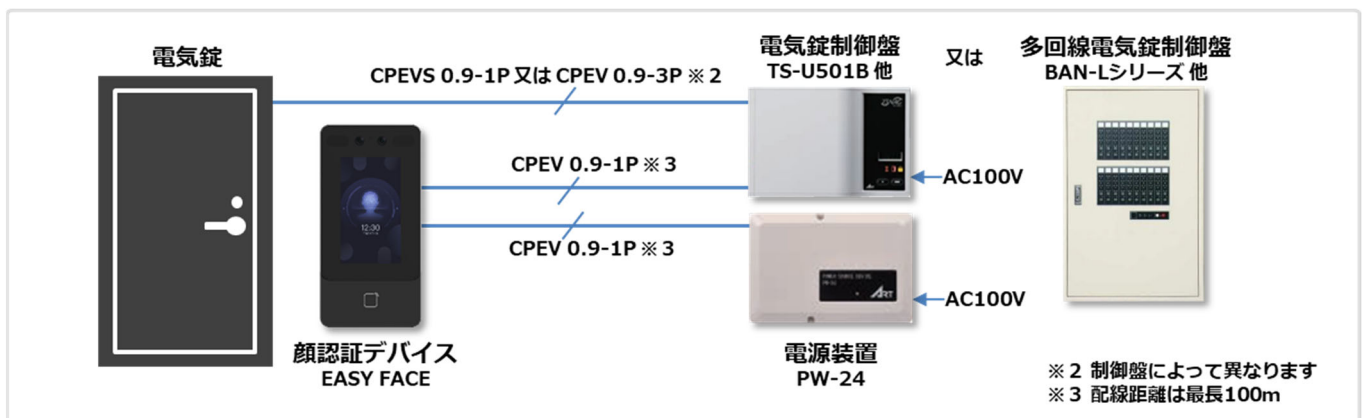 電気錠
電気錠制御盤
TS-U501B 他
又は
多回線電気錠制御盤
BAN-Lシリーズ 他
CPEVS 0.9-1P 又は CPEV 0.9-3P ※2
CPEV 0.9-1P ※3
AC100V
12:30
CPEV 0.9-1P ※3
ART
AC100V
顔認証デバイス
EASY FACE
電源装置
PW-24
※2 制御盤によって異なります
※3 配線距離は最長100m